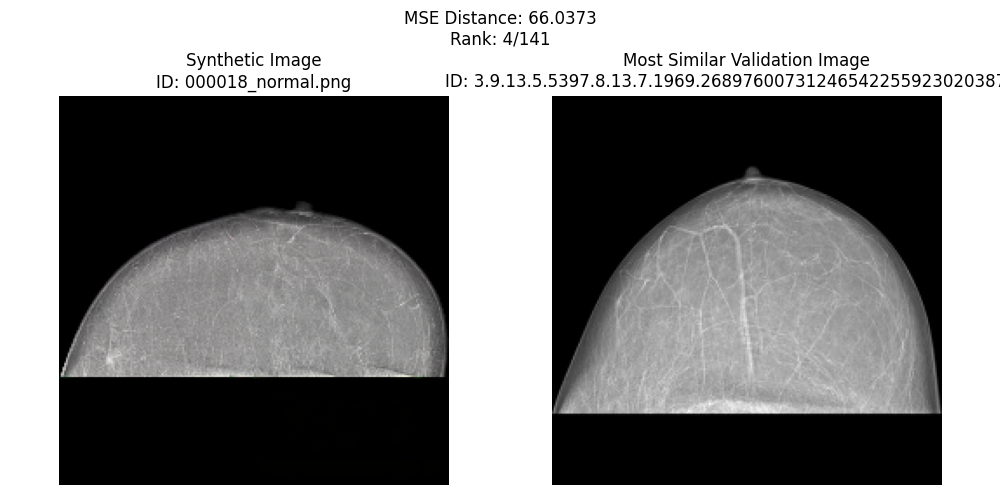 MSE Distance: 66.0373
Rank: 4/141
Synthetic Image
ID: 000018_normal.png
Most Similar Validation Image
ID: 3.9.13.5.5397.8.13.7.1969.26897600731246542255923020387